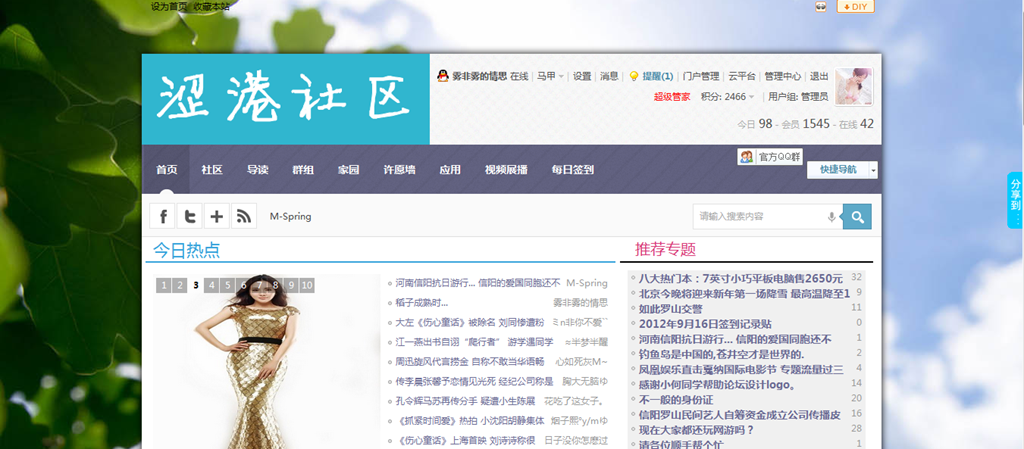 设为首页 收藏本站
DIY
涩港社区
雾非雾的情思 在线 | 马甲 | 设置 | 消息 | 提醒(1) | 门户管理 | 云平台 | 管理中心 | 退出
超级管家 积分: 2466 | 用户组: 管理员
今日 98 - 会员 1545 - 在线 42
首页 社区 导读 群组 家园 许愿墙 应用 视频展播 每日签到
官方QQ群
快捷导航
分享到:
M-Spring
请输入搜索内容
今日热点
1 2 3 4 5 6 7 8 9 10
河南信阳抗日游行... 信阳的爱国同胞还不 M-Spring
稻子成熟时... 雾非雾的情思
大左《伤心童话》被除名 刘同惨遭粉
江一燕出书自诩 “爬行者” 游学遇同学 ≈半梦半醒
周迅旋风代言捞金 自称不敢当华语畅 心如死灰M~
传李晨张馨予恋情见光死 经纪公司称是 胸大无脑ゆ
孔令辉马苏再传分手 疑遭小生陈展 花吃了这女子。
《抓紧时间爱》热拍 小沈阳胡静集体 烟子熙°y/mゆ
《伤心童话》上海首映 刘诗诗称很 日子没你怎麽过
推荐专题
八大热门本：7英寸小巧平板电脑售2650元 32
北京今晚将迎来新年第一场降雪 最高温降至1 9
如此罗山交警 11
2012年9月16日签到记录贴 0
河南信阳抗日游行... 信阳的爱国同胞还不 1
钓鱼岛是中国的,苍井空才是世界的. 2
凤凰娱乐直击戛纳国际电影节 专题流量过三 4
感谢小何同学帮助论坛设计logo。 14
不一般的身份证 20
信阳罗山民间艺人自筹资金成立公司传播皮 16
现在大家都还玩网游吗？ 28
请各位顺手帮个忙 1